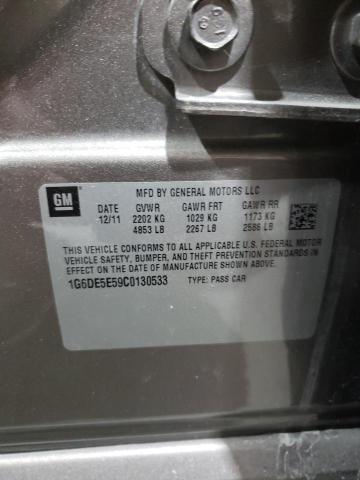 GM
MFD BY GENERAL MOTORS LLC
12/11 GVWR GAWR FRT GAWR RR
2202 KG 1029 KG 1173 KG
4853 LB 2267 LB 2586 LB
THIS VEHICLE CONFORMS TO ALL APPLICABLE U.S. FEDERAL MOTOR
VEHICLE SAFETY, BUMPER, AND THEFT PREVENTION STANDARDS
IN EFFECT ON THE DATE OF MANUFACTURE SHOWN ABOVE.
1G6DE5E59C0130533 TYPE: PASS CAR